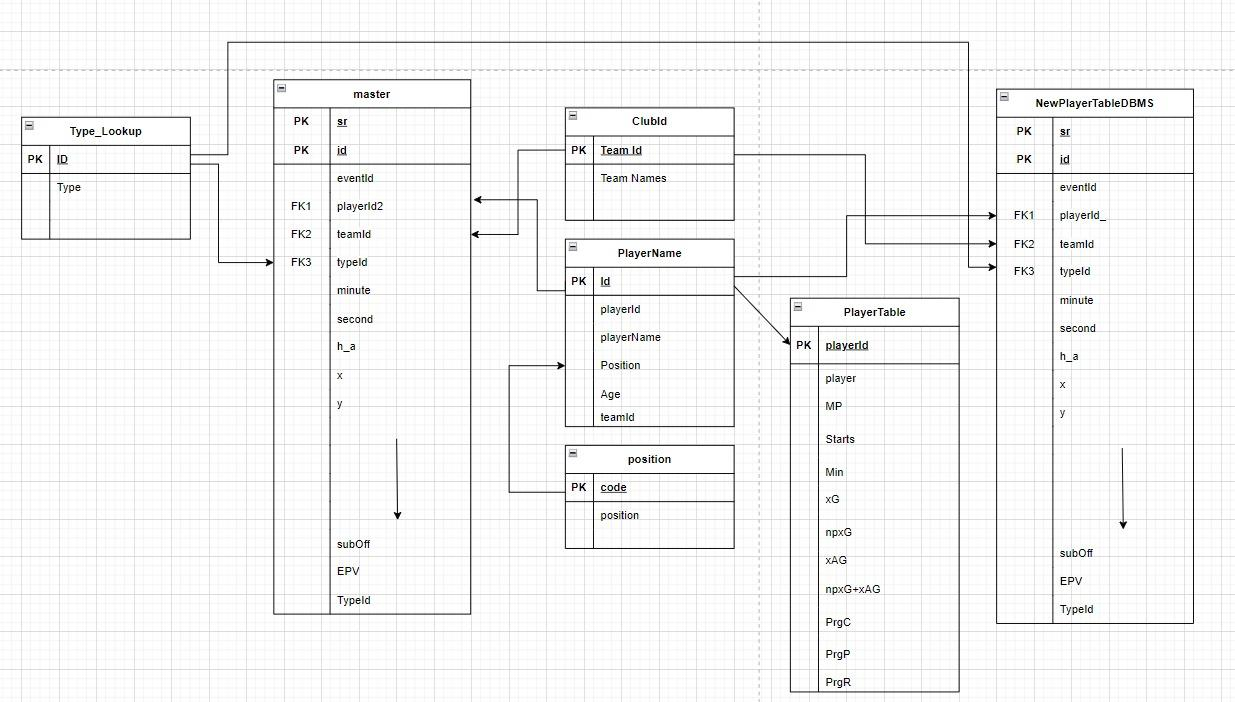 Type_Lookup
PK ID
Type
master
PK sr
PK id
eventId
FK1 playerId2
FK2 teamId
FK3 typeId
minute
second
h_a
x
y
subOff
EPV
TypeId
ClubId
PK Team Id
Team Names
PlayerName
PK Id
playerId
playerName
Position
Age
teamId
position
PK code
position
PlayerTable
PK playerId
player
MP
Starts
Min
xG
npxG
xAG
npxG+xAG
PrgC
PrgP
PrgR
NewPlayerTableDBMS
PK sr
PK id
eventId
FK1 playerId_
FK2 teamId
FK3 typeId
minute
second
h_a
x
y
subOff
EPV
TypeId